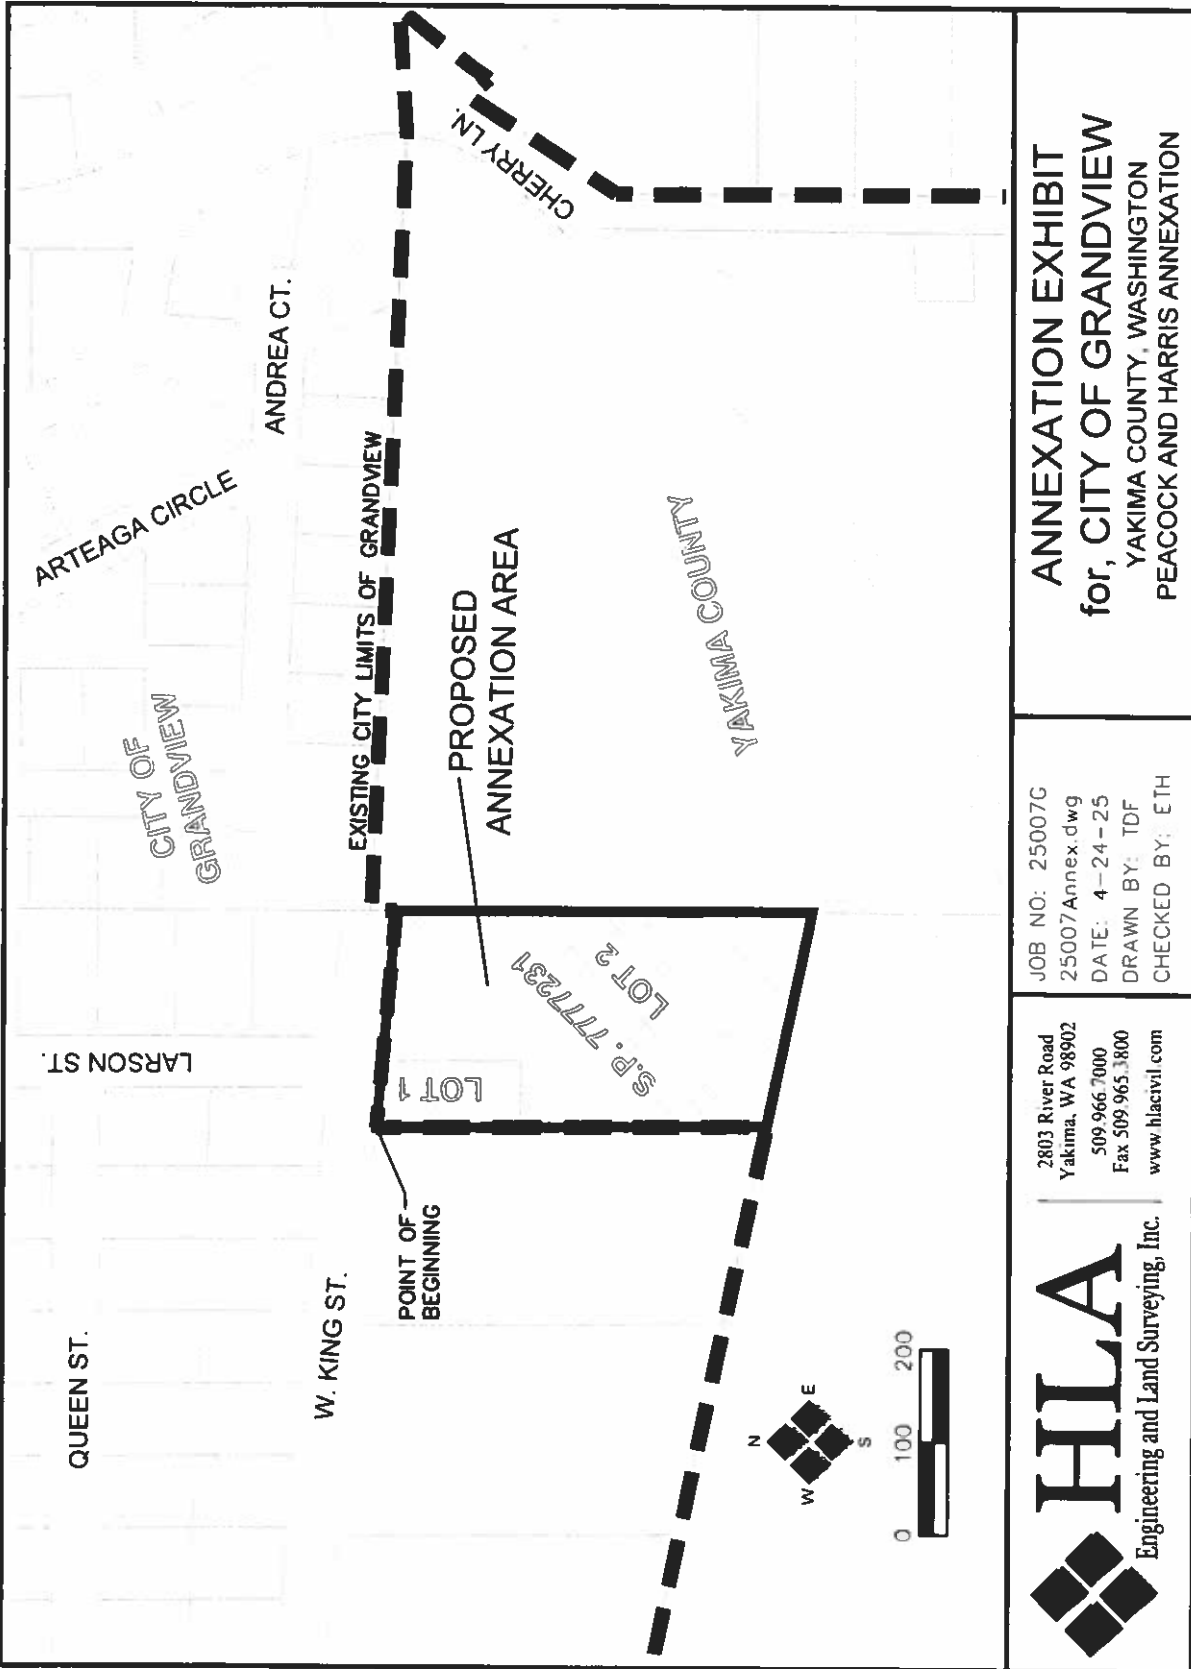 QUEEN ST.
W. KING ST.
LARSON ST.
CITY OF
GRANDVIEW
ARTEAGA CIRCLE
ANDREA CT.
CHERRY LN.
EXISTING CITY LIMITS OF GRANDVIEW
POINT OF
BEGINNING
LOT 1
S.P. 7777231
LOT 2
PROPOSED
ANNEXATION AREA
YAKIMA COUNTY
N
W
E
S
0 100 200
HLA
Engineering and Land Surveying, Inc.
2803 River Road
Yakima, WA 98902
509.966.7000
Fax 509.965.3800
www.hlacivil.com
JOB NO: 25007G
25007Annex.dwg
DATE: 4-24-25
DRAWN BY: TDF
CHECKED BY: ETH
ANNEXATION EXHIBIT
for, CITY OF GRANDVIEW
YAKIMA COUNTY, WASHINGTON
PEACOCK AND HARRIS ANNEXATION